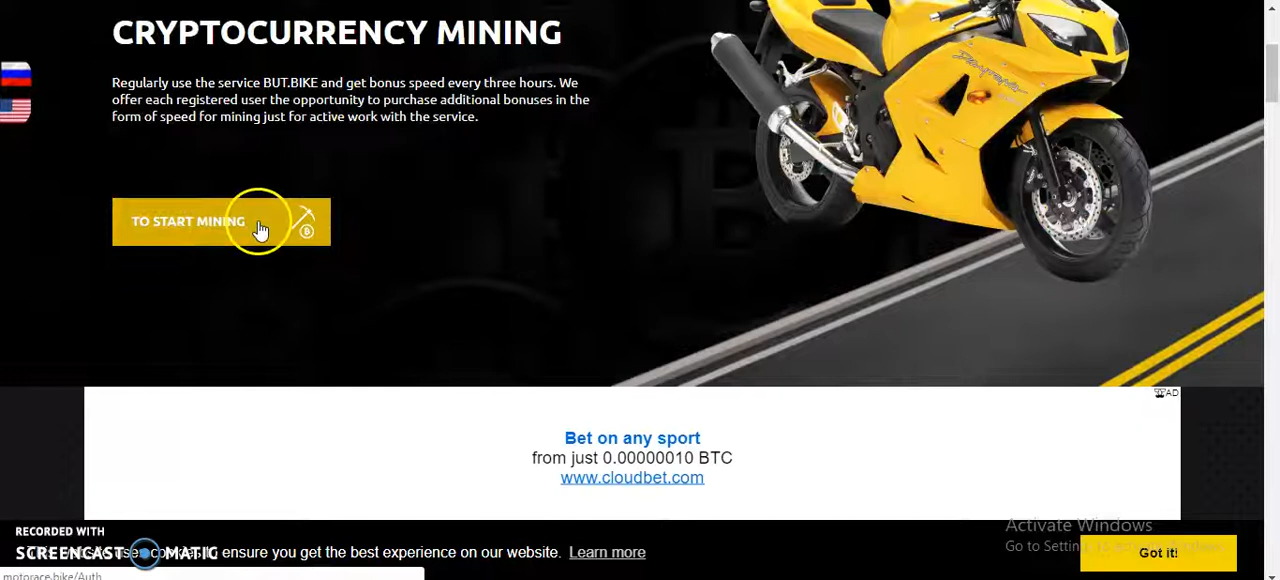 CRYPTOCURRENCY MINING
Regularly use the service BUT.BIKE and get bonus speed every three hours. We
offer each registered user the opportunity to purchase additional bonuses in the
form of speed for mining just for active work with the service.
TO START MINING
AD
Bet on any sport
from just 0.00000010 BTC
www.cloudbet.com
RECORDED WITH
SCREENCAST MATIC
to ensure you get the best experience on our website. Learn more
Activate Windows
Go to Settings to activate Windows.
Got it!
motorace.bike/Auth